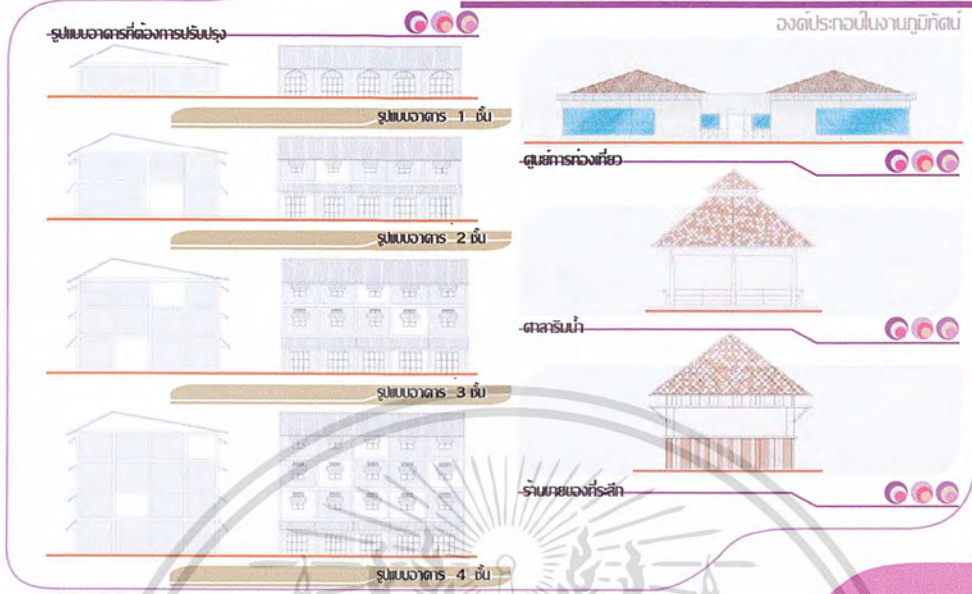 รูปแบบอาคารที่ต้องการปรับปรุง
รูปแบบอาคาร 1 ชั้น
รูปแบบอาคาร 2 ชั้น
รูปแบบอาคาร 3 ชั้น
รูปแบบอาคาร 4 ชั้น
องค์ประกอบในงานภูมิทัศน์
ศูนย์การท่องเที่ยว
ศาลาริมน้ำ
ร้านขายของที่ระลึก